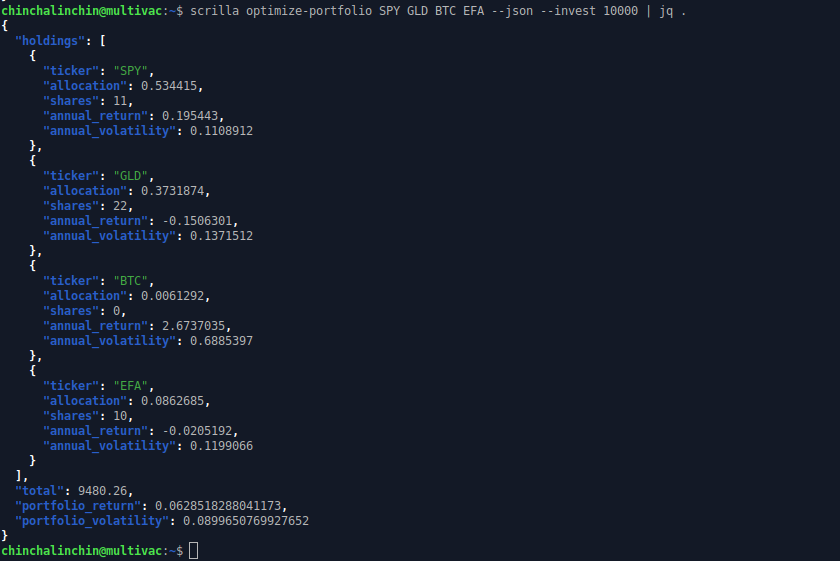 chinchalinchin@multivac:~$ scrilla optimize-portfolio SPY GLD BTC EFA --json --invest 10000 | jq .
{
  "holdings": [
    {
      "ticker": "SPY",
      "allocation": 0.534415,
      "shares": 11,
      "annual_return": 0.195443,
      "annual_volatility": 0.1108912
    },
    {
      "ticker": "GLD",
      "allocation": 0.3731874,
      "shares": 22,
      "annual_return": -0.1506301,
      "annual_volatility": 0.1371512
    },
    {
      "ticker": "BTC",
      "allocation": 0.0061292,
      "shares": 0,
      "annual_return": 2.6737035,
      "annual_volatility": 0.6885397
    },
    {
      "ticker": "EFA",
      "allocation": 0.0862685,
      "shares": 10,
      "annual_return": -0.0205192,
      "annual_volatility": 0.1199066
    }
  ],
  "total": 9480.26,
  "portfolio_return": 0.0628518288041173,
  "portfolio_volatility": 0.0899650769927652
}
chinchalinchin@multivac:~$